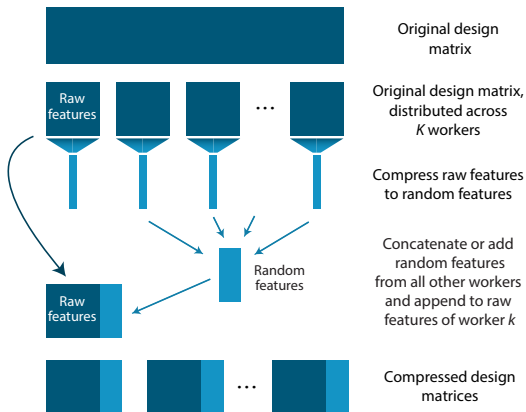 Original design
matrix
Raw
features
...
Original design matrix,
distributed across
K workers
Compress raw features
to random features
Random
features
Concatenate or add
random features
from all other workers
and append to raw
features of worker k
Raw
features
...
Compressed design
matrices